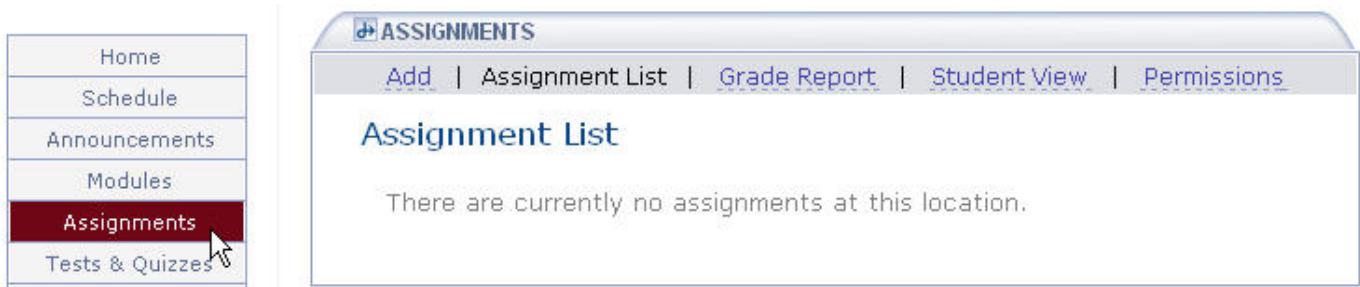 Home
Schedule
Announcements
Modules
Assignments
Tests & Quizzes
ASSIGNMENTS
Add | Assignment List | Grade Report | Student View | Permissions
Assignment List
There are currently no assignments at this location.